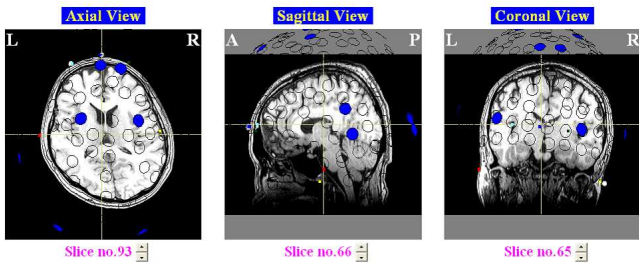 Axial View
Sagittal View
Coronal View
L R
A P
L R
Slice no.93
Slice no.66
Slice no.65